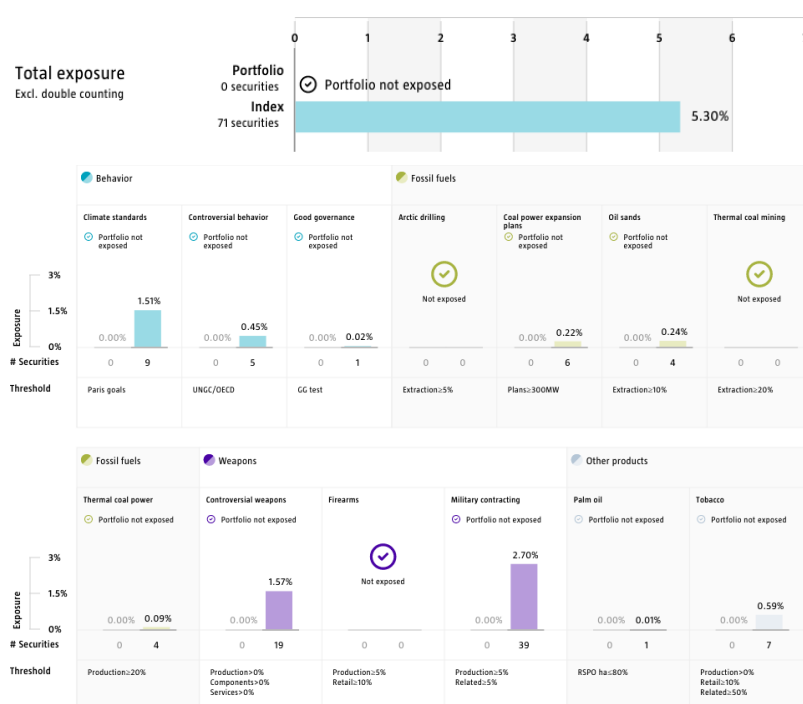 0 1 2 3 4 5 6
Total exposure
Excl. double counting
Portfolio
0 securities
Portfolio not exposed
Index
71 securities
5.30%
Behavior
Fossil fuels
Climate standards
Controversial behavior
Good governance
Arctic drilling
Coal power expansion
plans
Oil sands
Thermal coal mining
Portfolio not
exposed
Portfolio not
exposed
Portfolio not
exposed
Portfolio not
exposed
Portfolio not
exposed
Not exposed
Not exposed
Exposure
3%
1.5%
0%
0.00% 1.51%
0.00% 0.45%
0.00% 0.02%
0.00% 0.22%
0.00% 0.24%
# Securities 0 9 0 5 0 1 0 0 0 6 0 4 0 0
Threshold Paris goals UNGC/OECD GG test Extraction≥5% Plans≥300MW Extraction≥10% Extraction≥20%
Fossil fuels
Weapons
Other products
Thermal coal power
Controversial weapons
Firearms
Military contracting
Palm oil
Tobacco
Portfolio not exposed
Portfolio not exposed
Portfolio not exposed
Portfolio not exposed
Portfolio not exposed
Not exposed
Exposure
3%
1.5%
0%
0.00% 0.09%
0.00% 1.57%
0.00% 2.70%
0.00% 0.01%
0.00% 0.59%
# Securities 0 4 0 19 0 0 0 39 0 1 0 7
Threshold
Production≥20%
Production>0%
Components>0%
Services>0%
Production≥5%
Retail≥10%
Production≥5%
Related≥5%
RSPO ha≤80%
Production>0%
Retail≥10%
Related≥50%